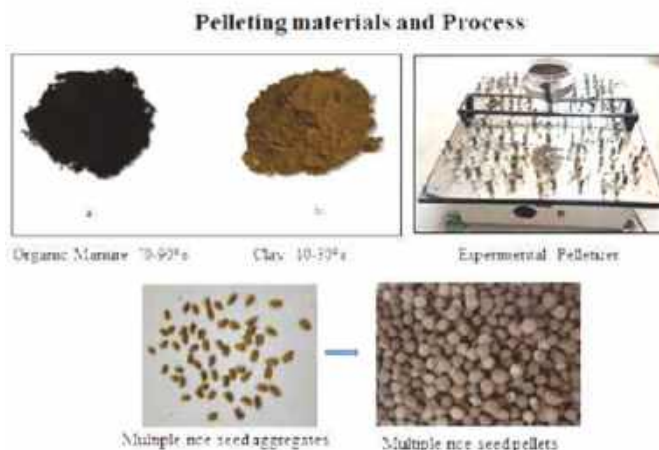 Pelleting materials and Process
a
b
Organic Manure 70-90%
Clay 10-30%
Expermental Pelletizer
Multiple rice seed aggregates
Multiple rice seed pellets